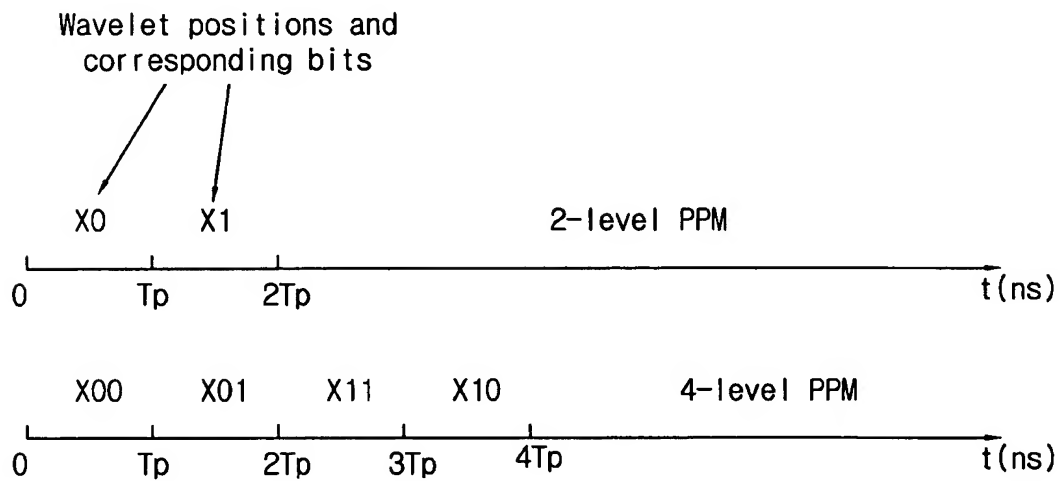 Wavelet positions and
corresponding bits
X0 X1 2-level PPM
0 Tp 2Tp t(ns)
X00 X01 X11 X10 4-level PPM
0 Tp 2Tp 3Tp 4Tp t(ns)